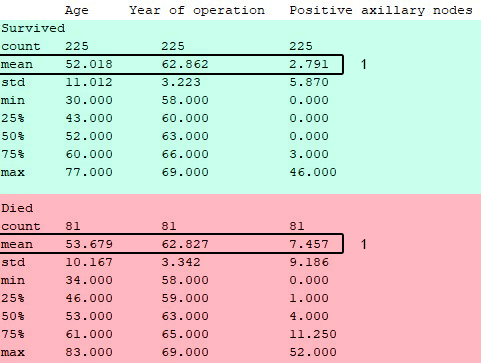 Age Year of operation Positive axillary nodes
Survived
count 225 225 225
mean 52.018 62.862 2.791 1
std 11.012 3.223 5.870
min 30.000 58.000 0.000
25% 43.000 60.000 0.000
50% 52.000 63.000 0.000
75% 60.000 66.000 3.000
max 77.000 69.000 46.000
Died
count 81 81 81
mean 53.679 62.827 7.457 1
std 10.167 3.342 9.186
min 34.000 58.000 0.000
25% 46.000 59.000 1.000
50% 53.000 63.000 4.000
75% 61.000 65.000 11.250
max 83.000 69.000 52.000